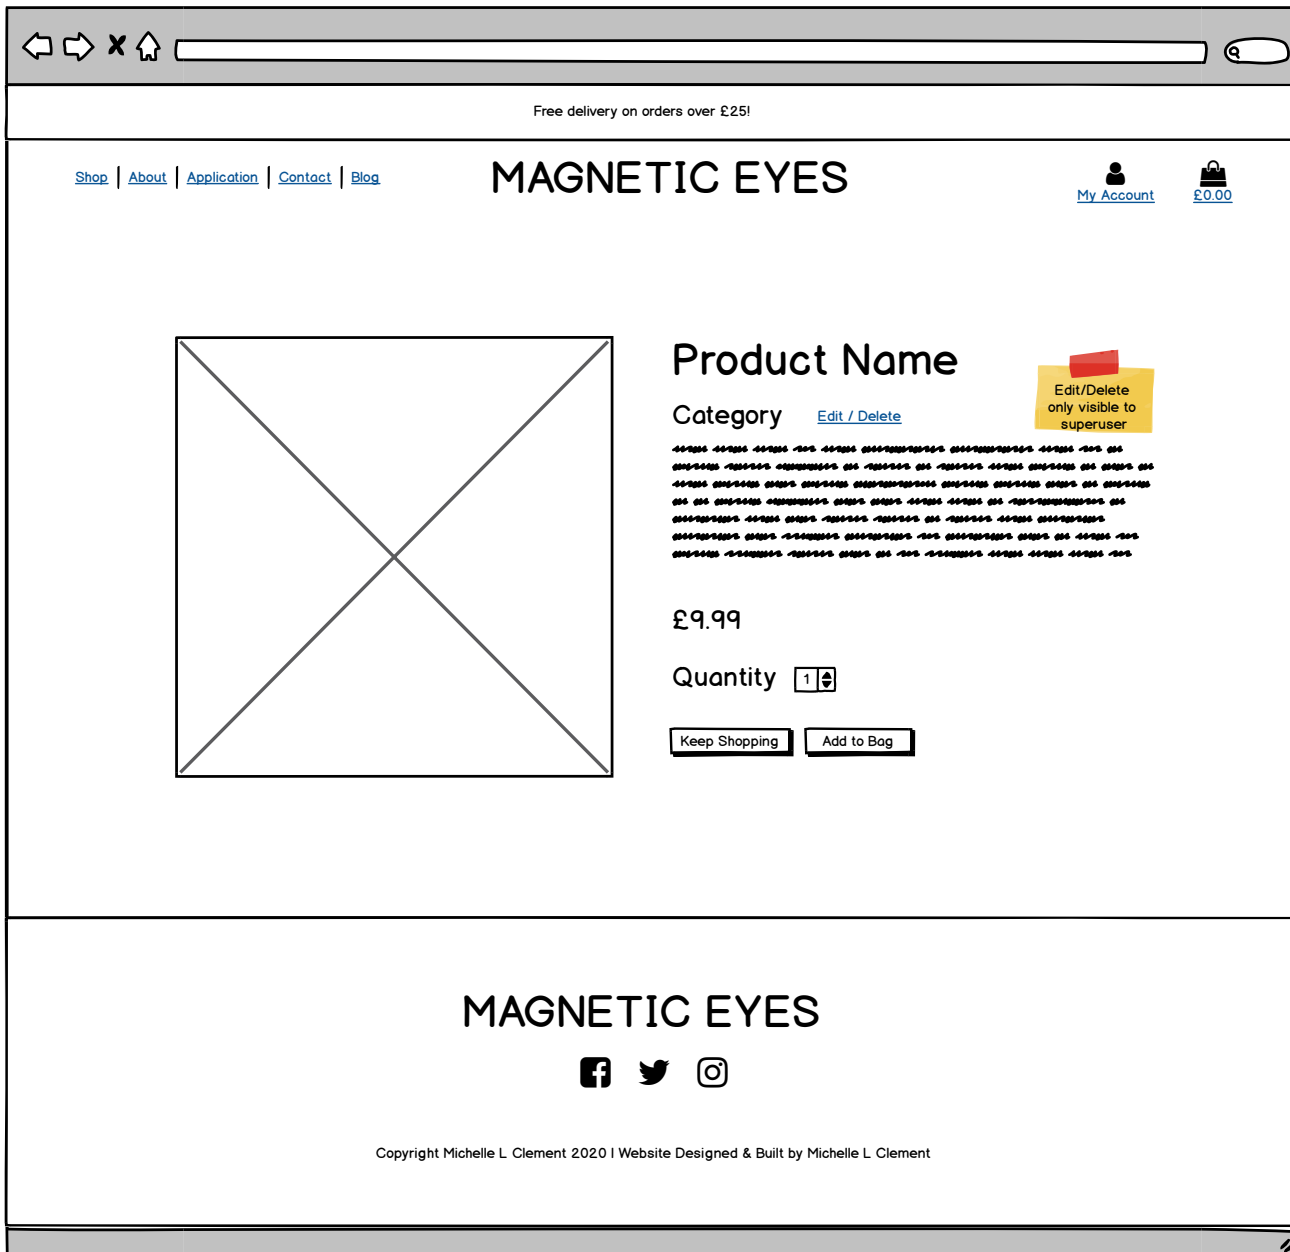 Free delivery on orders over £25!
Shop | About | Application | Contact | Blog
MAGNETIC EYES
My Account
£0.00
Product Name
Category
Edit / Delete
Edit/Delete
only visible to
superuser
£9.99
Quantity
1
Keep Shopping
Add to Bag
MAGNETIC EYES
Copyright Michelle L Clement 2020 | Website Designed & Built by Michelle L Clement